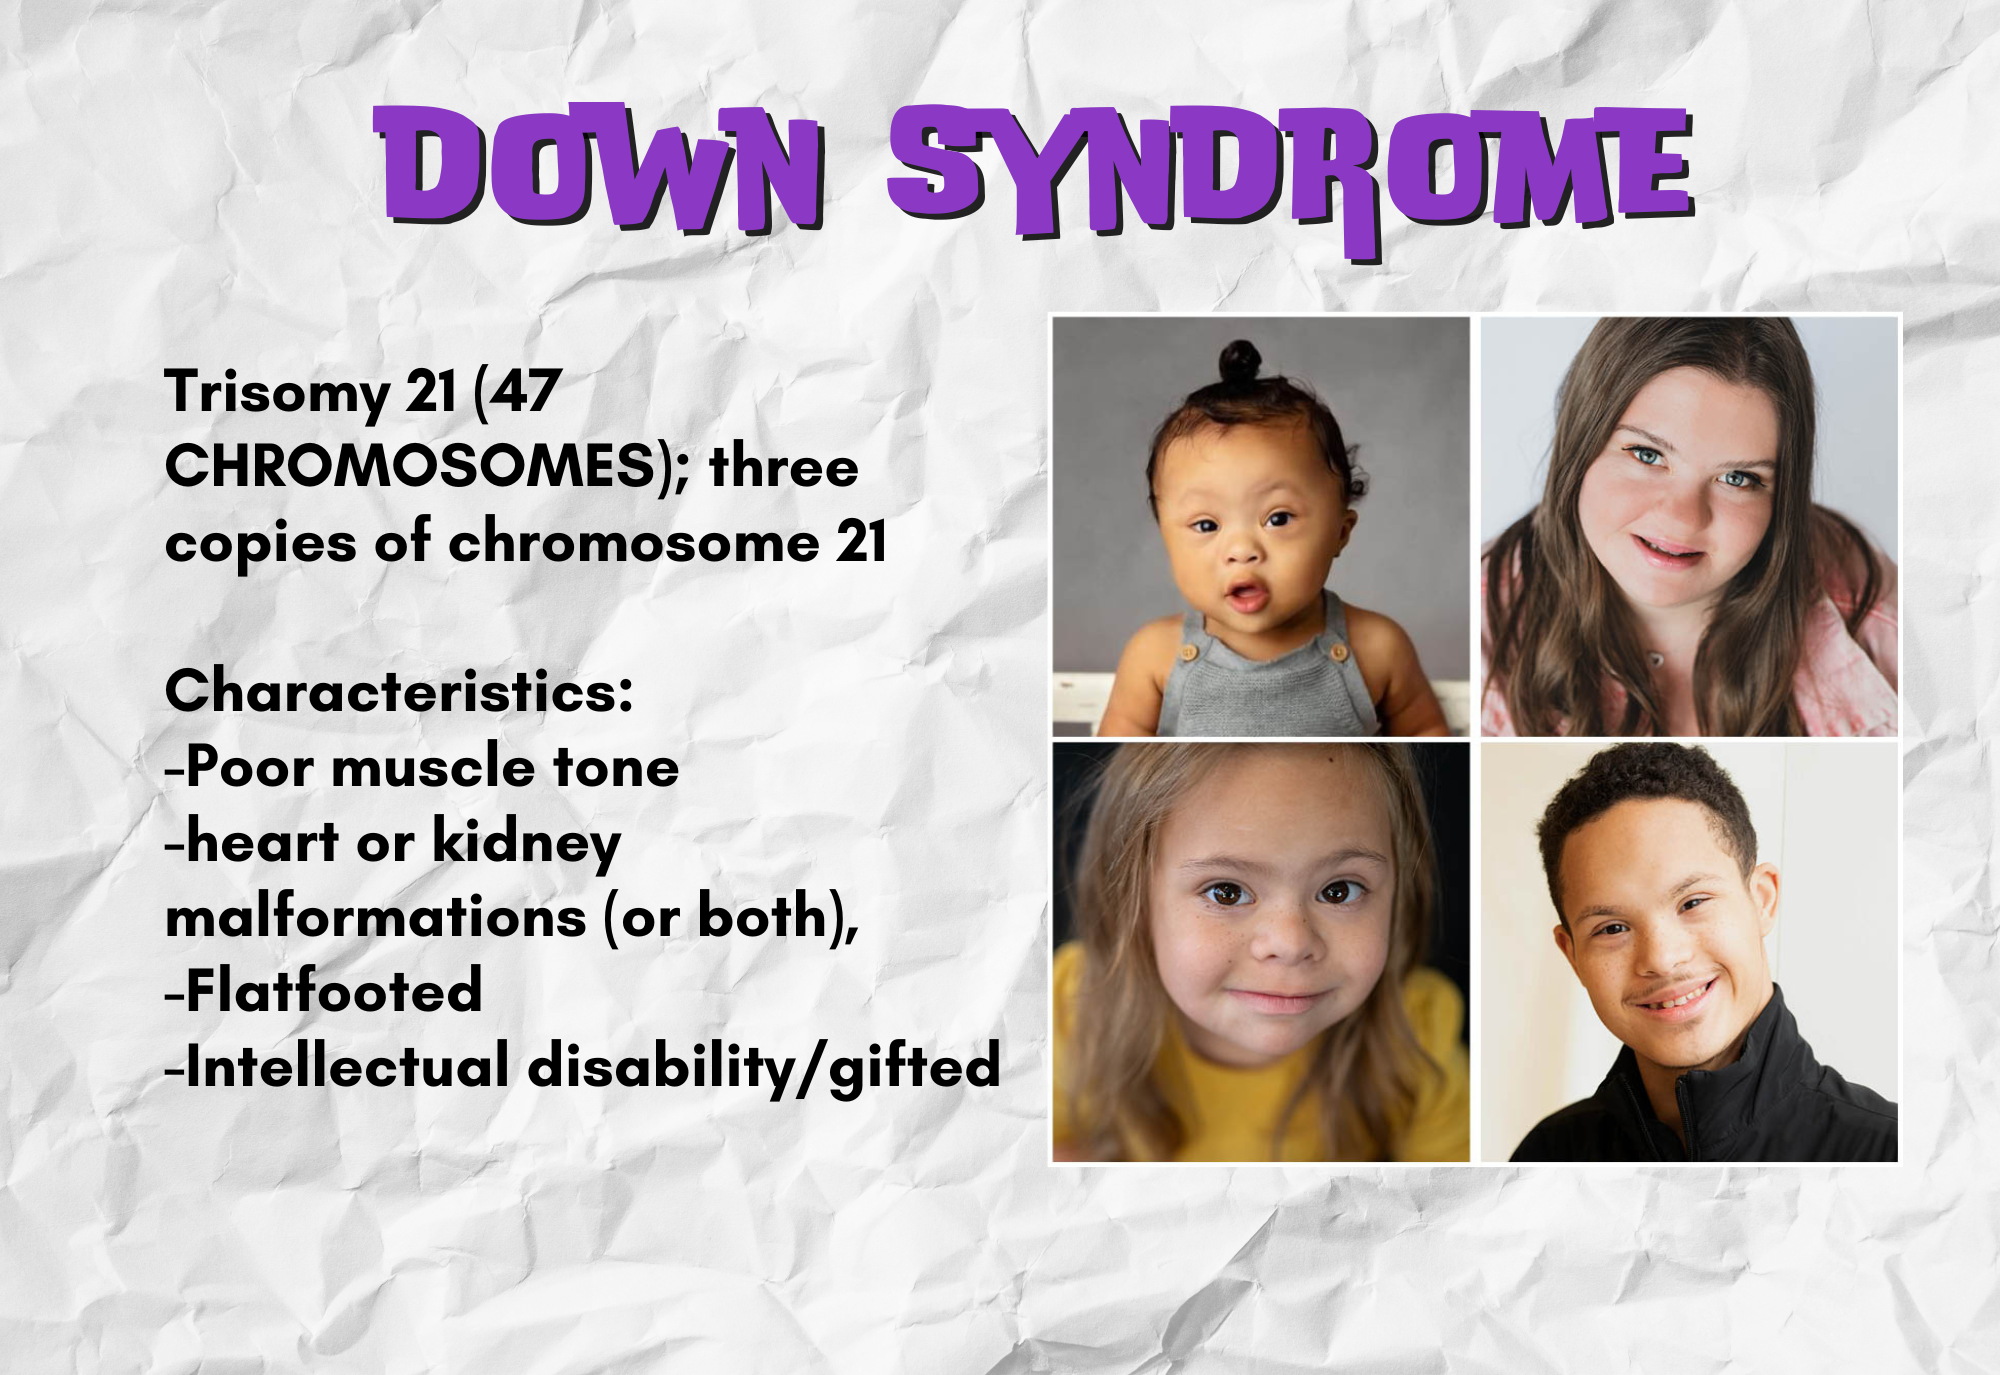 DOWN SYNDROME
Trisomy 21 (47
CHROMOSOMES); three
copies of chromosome 21
Characteristics:
-Poor muscle tone
-heart or kidney
malformations (or both),
-Flatfooted
-Intellectual disability/gifted